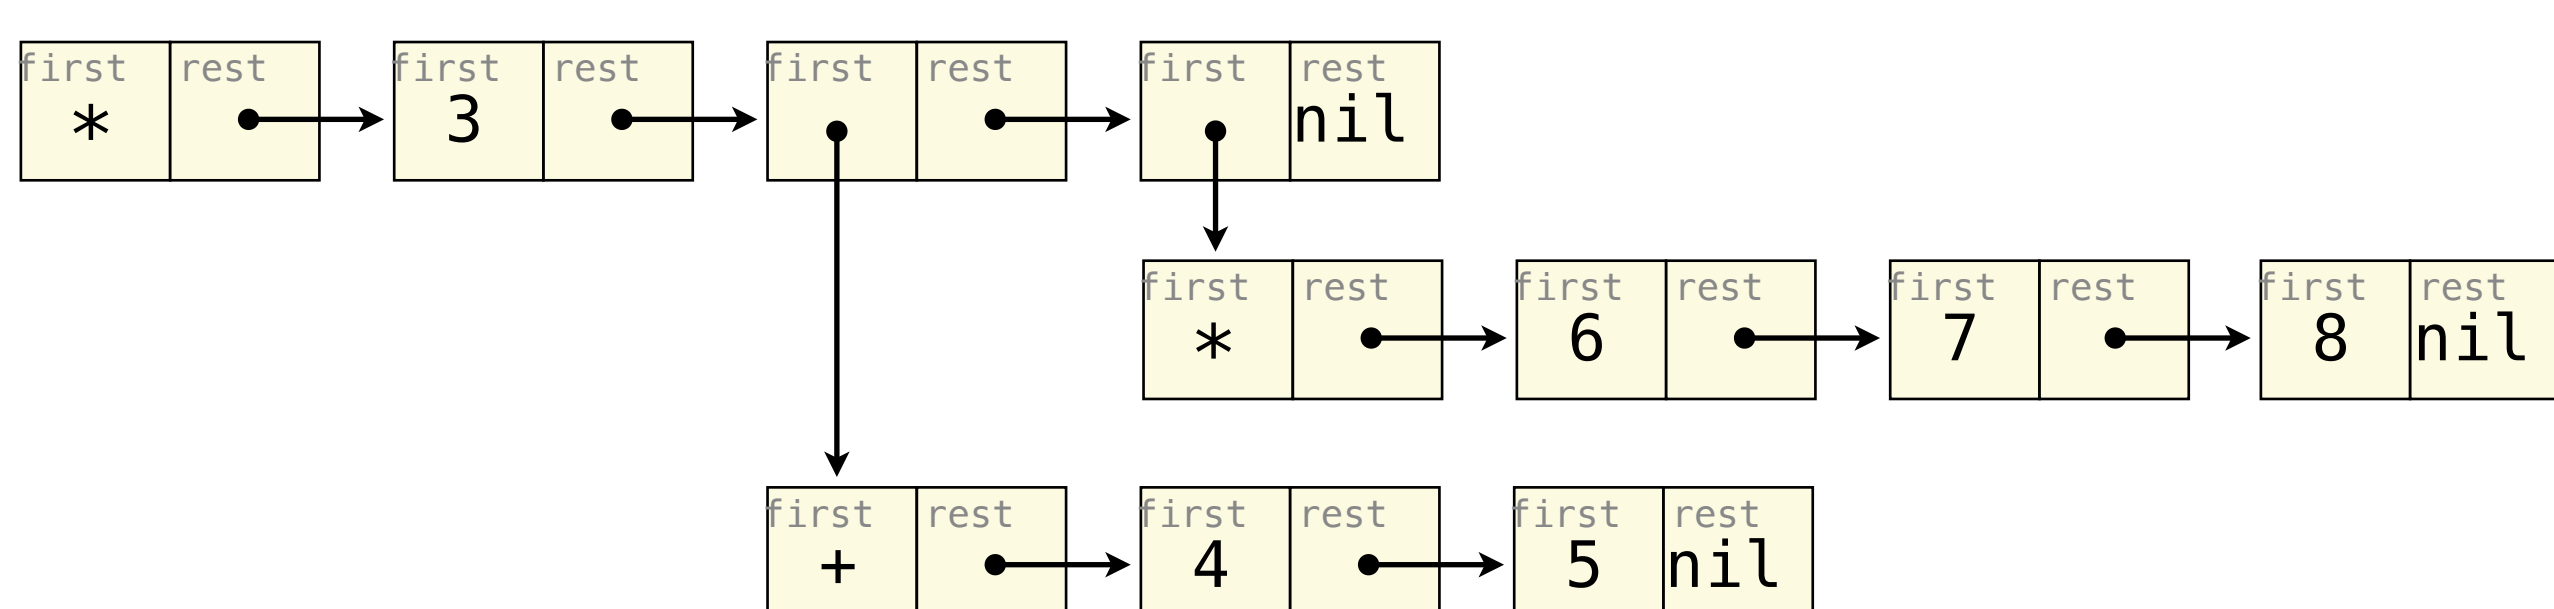 first rest first rest first rest first rest
* 3 nil
first rest first rest first rest first rest
* 6 7 8 nil
first rest first rest first rest
+ 4 5 nil